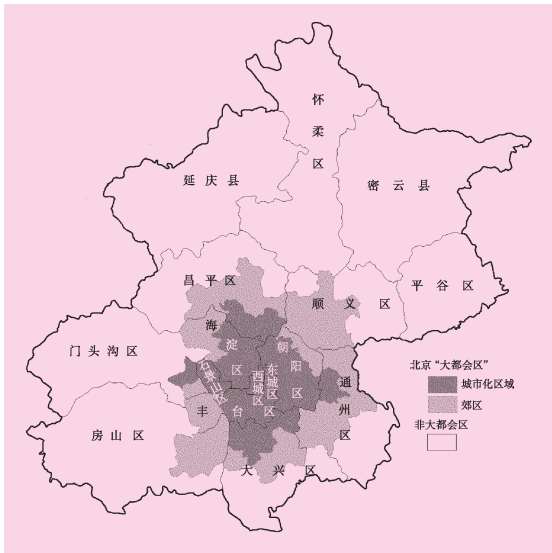 怀柔区
延庆县
密云县
昌平区
顺义区
平谷区
海淀区
朝阳区
门头沟区
石景山区
西城区
东城区
通州区
丰台区
房山区
大兴区
北京“大都会区”
城市化区域
郊区
非大都会区